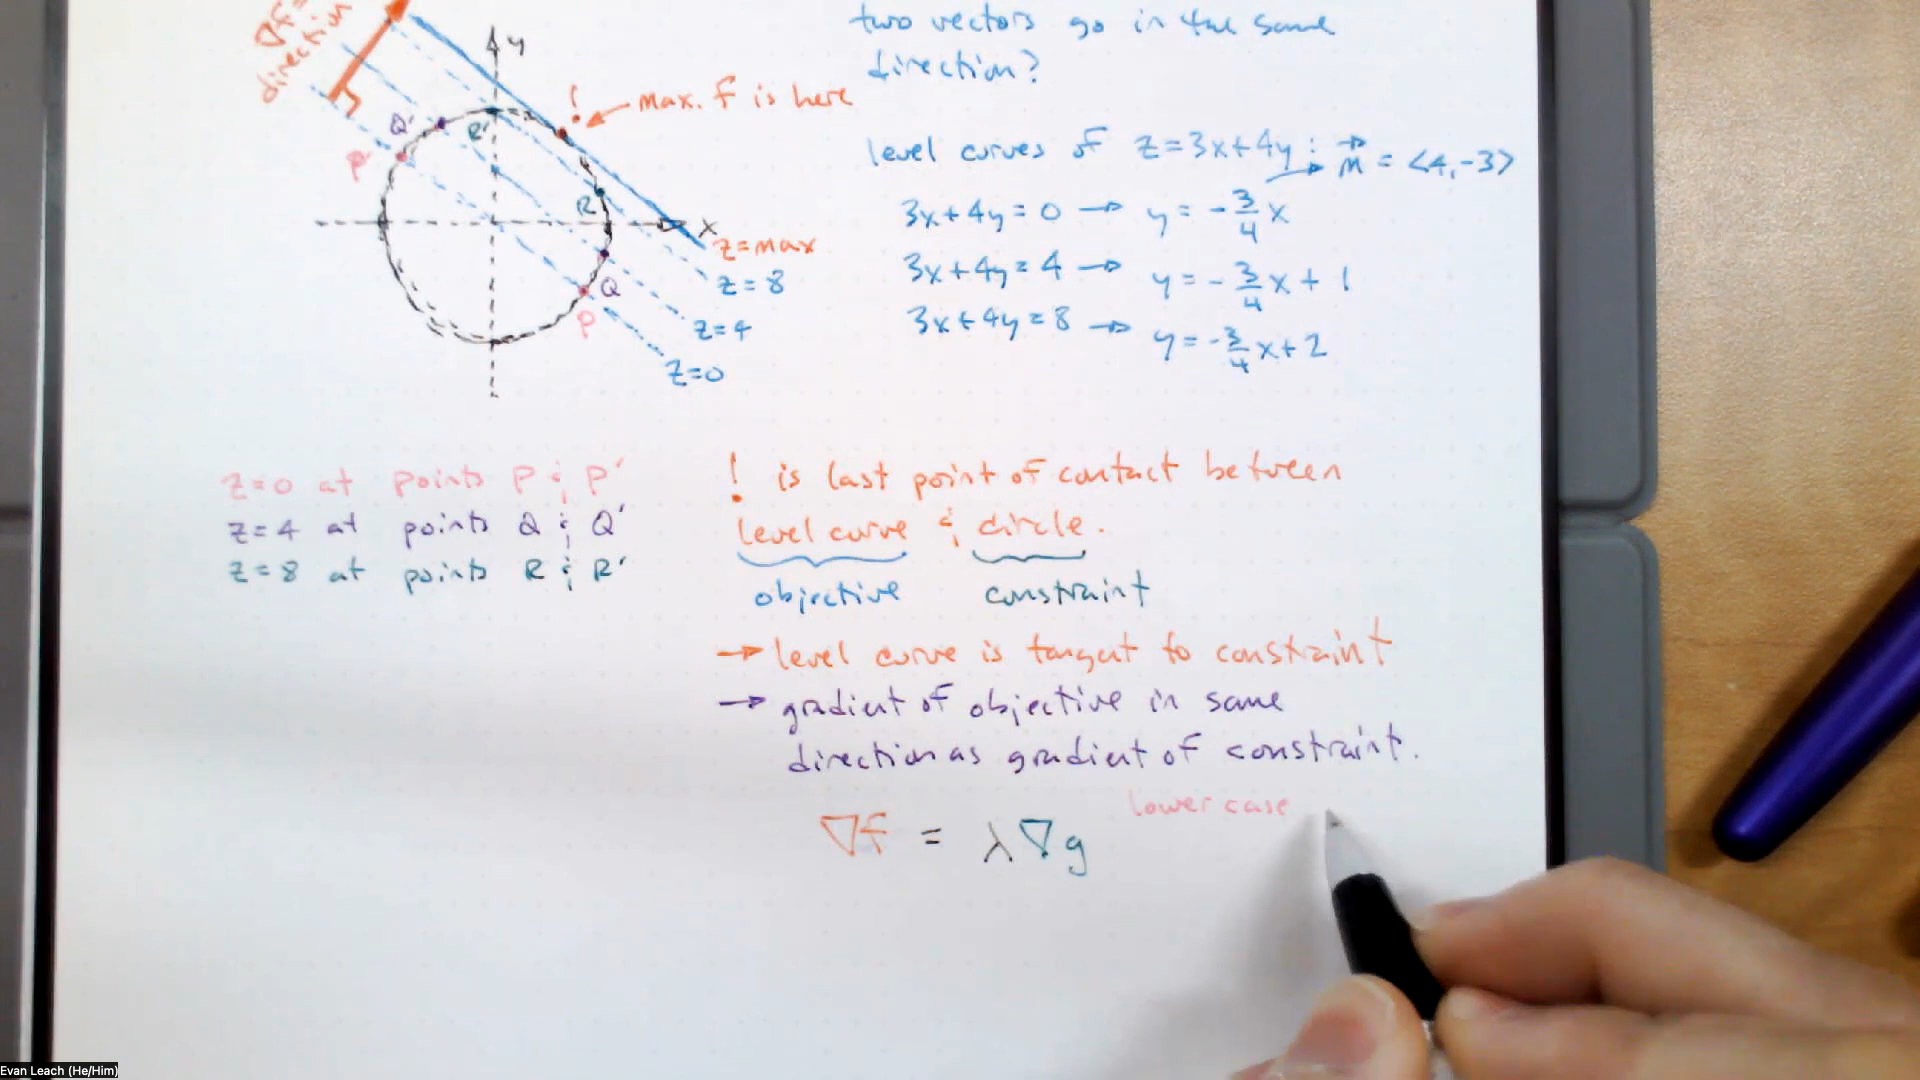 ∇f =
direction
two vectors go in the same
direction?
y
! ← max. f is here
Q'
R'
P'
level curves of z=3x+4y : → m = <4,-3>
3x+4y = 0 → y = -3/4 x
R
x
z=max
3x+4y = 4 → y = -3/4 x + 1
z=8
Q
3x+4y = 8 → y = -3/4 x + 2
P
z=4
z=0
z=0 at points P & P'
z=4 at points Q & Q'
z=8 at points R & R'
! is last point of contact between
level curve & circle.
objective constraint
→ level curve is tangent to constraint
→ gradient of objective in same
direction as gradient of constraint.
lower case
∇f = λ∇g
Evan Leach (He/Him)